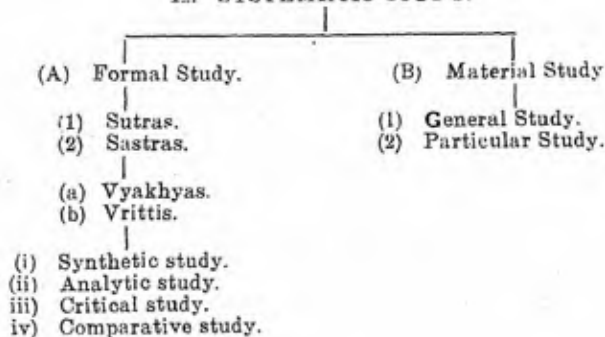 (A) Formal Study.
(B) Material Study
(1) Sutras.
(2) Sastras.
(1) General Study.
(2) Particular Study.
(a) Vyakhyas.
(b) Vrittis.
(i) Synthetic study.
(ii) Analytic study.
iii) Critical study.
iv) Comparative study.